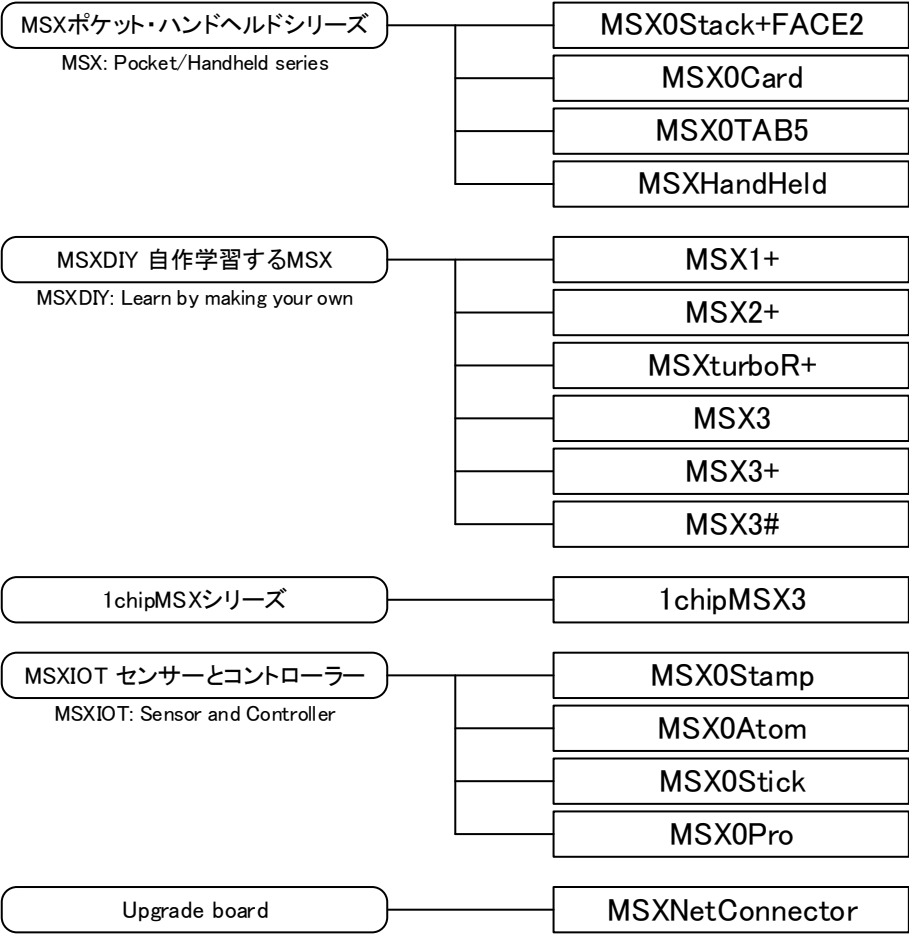 MSXポケット・ハンドヘルドシリーズ
MSX: Pocket/Handheld series
MSX0Stack+FACE2
MSX0Card
MSX0TAB5
MSXHandHeld
MSXDIY 自作学習するMSX
MSXDIY: Learn by making your own
MSX1+
MSX2+
MSXturboR+
MSX3
MSX3+
MSX3#
1chipMSXシリーズ
1chipMSX3
MSXIOT センサーとコントローラー
MSXIOT: Sensor and Controller
MSX0Stamp
MSX0Atom
MSX0Stick
MSX0Pro
Upgrade board
MSXNetConnector